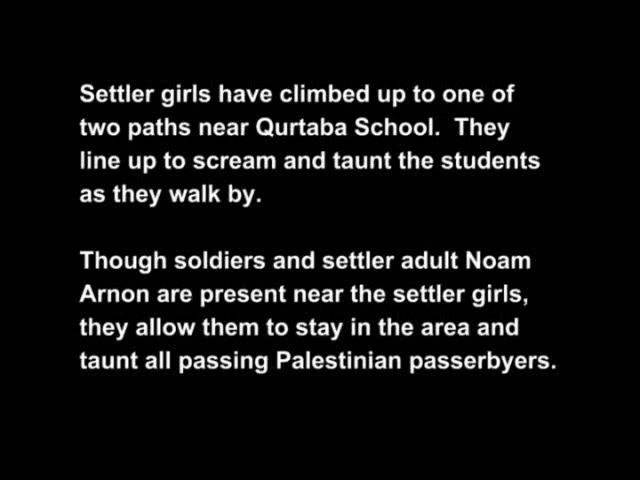 Settler girls have climbed up to one of
two paths near Qurtaba School.  They
line up to scream and taunt the students
as they walk by.

Though soldiers and settler adult Noam
Arnon are present near the settler girls,
they allow them to stay in the area and
taunt all passing Palestinian passerbyers.